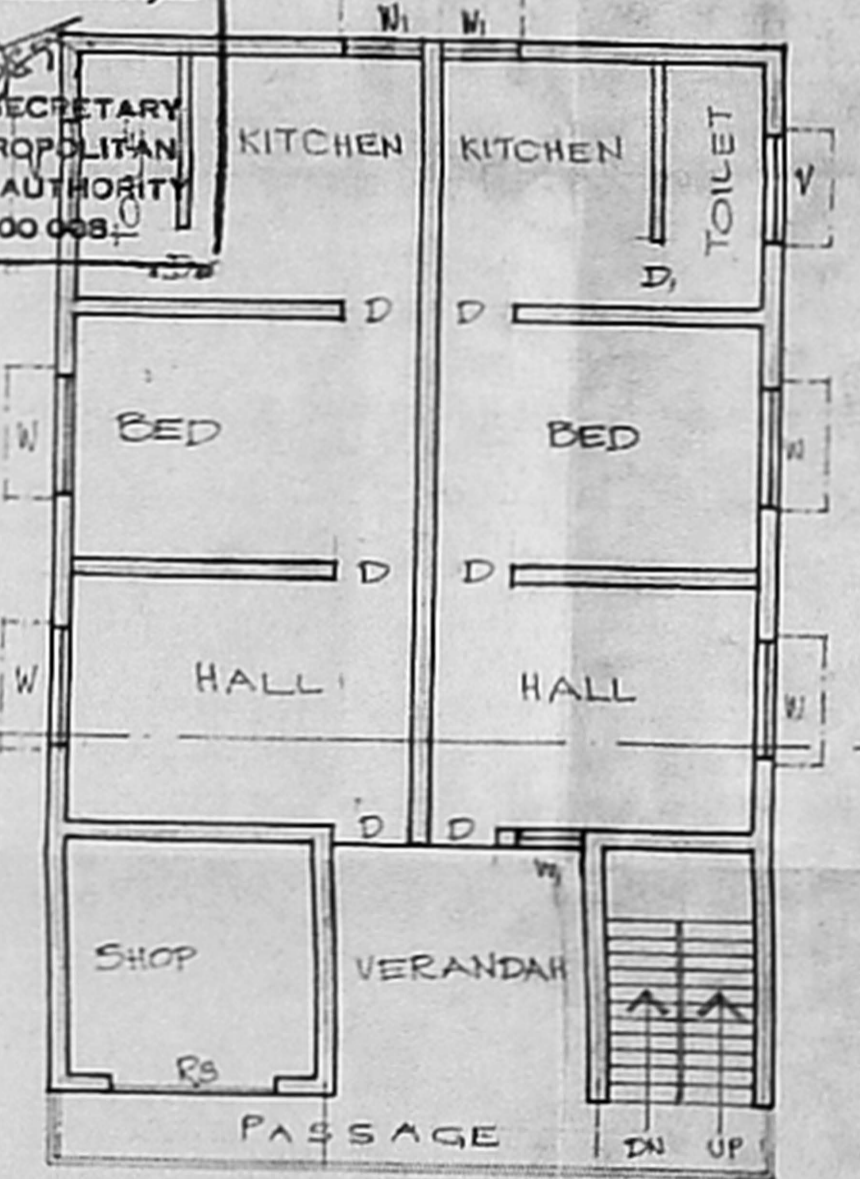 W1 W1
SECRETARY
ROPOLITAN
AUTHORITY
00 008
KITCHEN KITCHEN
TOILET
V
D1
D D
BED BED
W W
D D
HALL HALL
W W
D D
W1
SHOP VERANDAH
RS
PASSAGE
DN UP